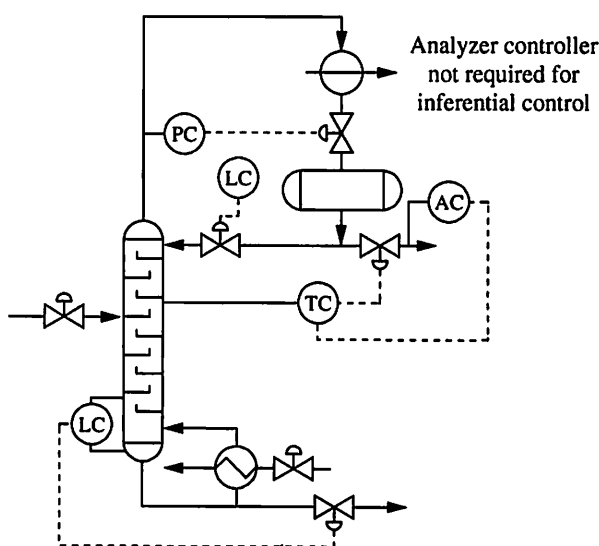 Analyzer controller
not required for
inferential control
PC
LC
AC
TC
LC